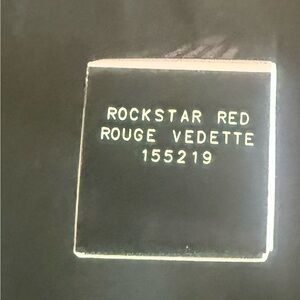 ROCKSTAR RED
ROUGE VEDETTE
155219